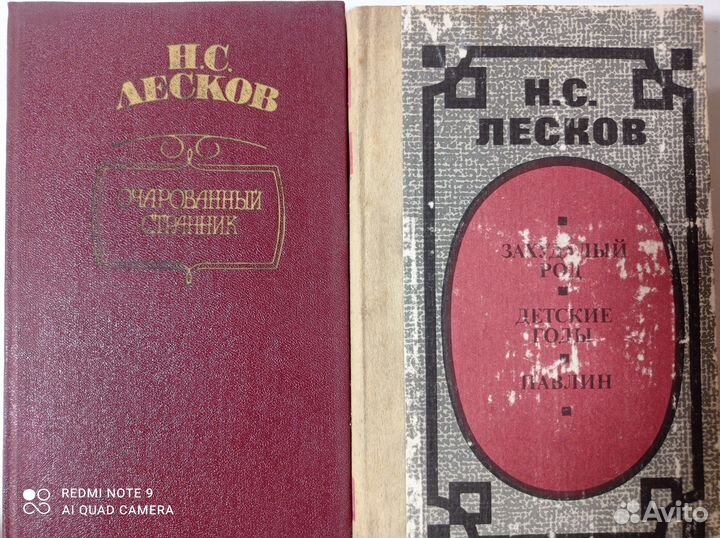 Н.С.
ЛЕСКОВ
ОЧАРОВАННЫЙ
СТРАННИК
Н.С.
ЛЕСКОВ
ЗАХУДАЛЫЙ
РОД
ДЕТСКИЕ
ГОДЫ
ПАВЛИН
REDMI NOTE 9
AI QUAD CAMERA
Avito